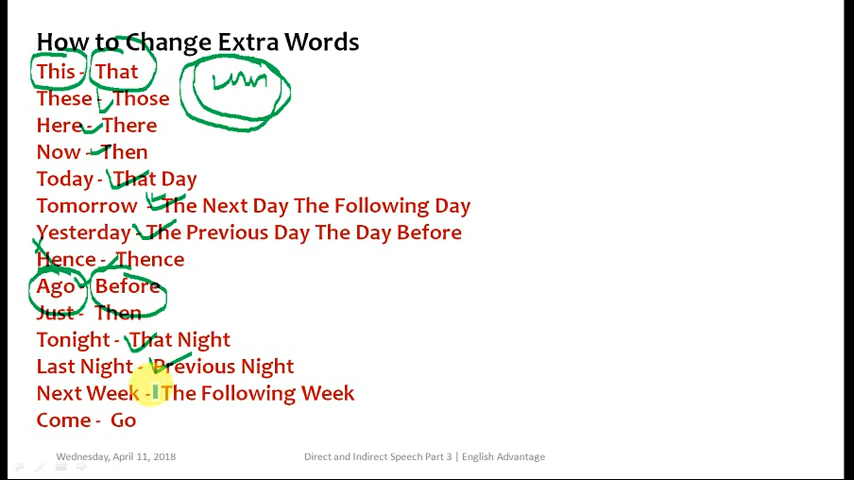 How to Change Extra Words
This - That
These - Those
Here - There
Now - Then
Today - That Day
Tomorrow - The Next Day The Following Day
Yesterday - The Previous Day The Day Before
Hence - Thence
Ago - Before
Just - Then
Tonight - That Night
Last Night - Previous Night
Next Week - The Following Week
Come - Go
Wednesday, April 11, 2018 Direct and Indirect Speech Part 3 | English Advantage